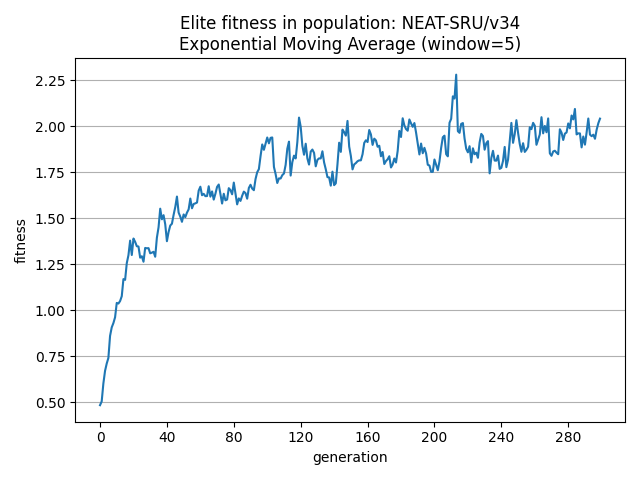 Elite fitness in population: NEAT-SRU/v34
Exponential Moving Average (window=5)
fitness
2.25
2.00
1.75
1.50
1.25
1.00
0.75
0.50
0 40 80 120 160 200 240 280
generation